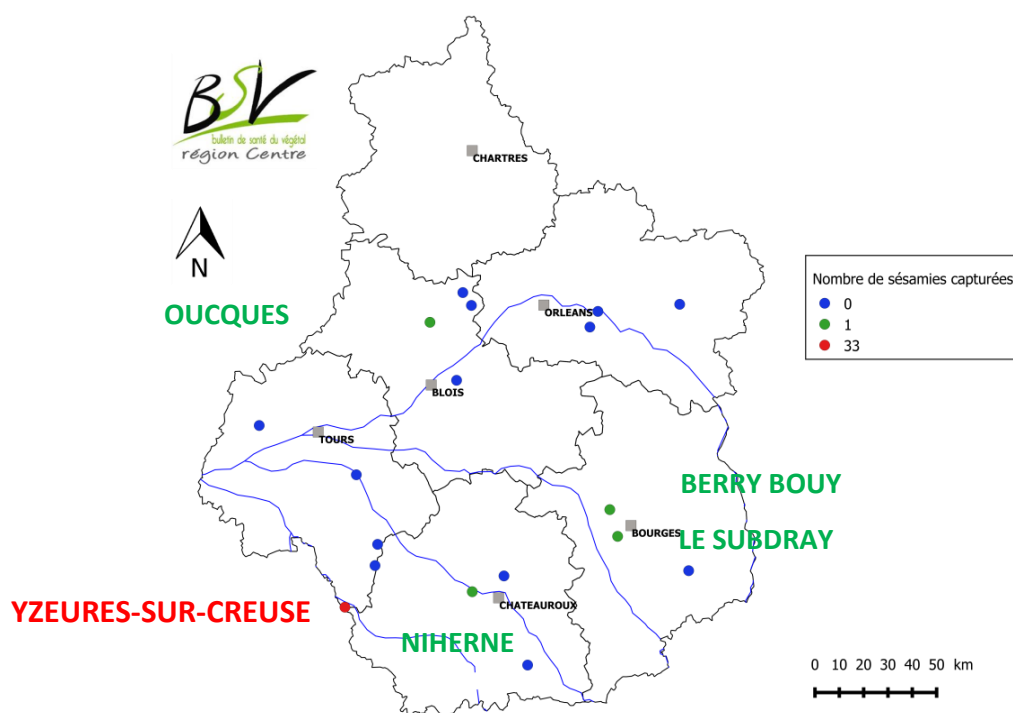 BSV
bulletin de santé du végétal
région Centre
CHARTRES
N
Nombre de sésamies capturées
0
1
33
OUCQUES
ORLEANS
BLOIS
TOURS
BERRY BOUY
BOURGES
LE SUBDRAY
YZEURES-SUR-CREUSE
CHATEAUROUX
NIHERNE
0 10 20 30 40 50 km